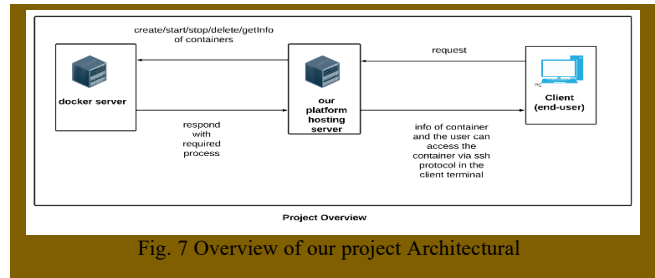 create/start/stop/delete/getInfo
of containers
request
docker server
our
platform
hosting
server
Client
(end-user)
respond
with
required
process
info of container
and the user can
access the
container via ssh
protocol in the
client terminal
Project Overview
Fig. 7 Overview of our project Architectural